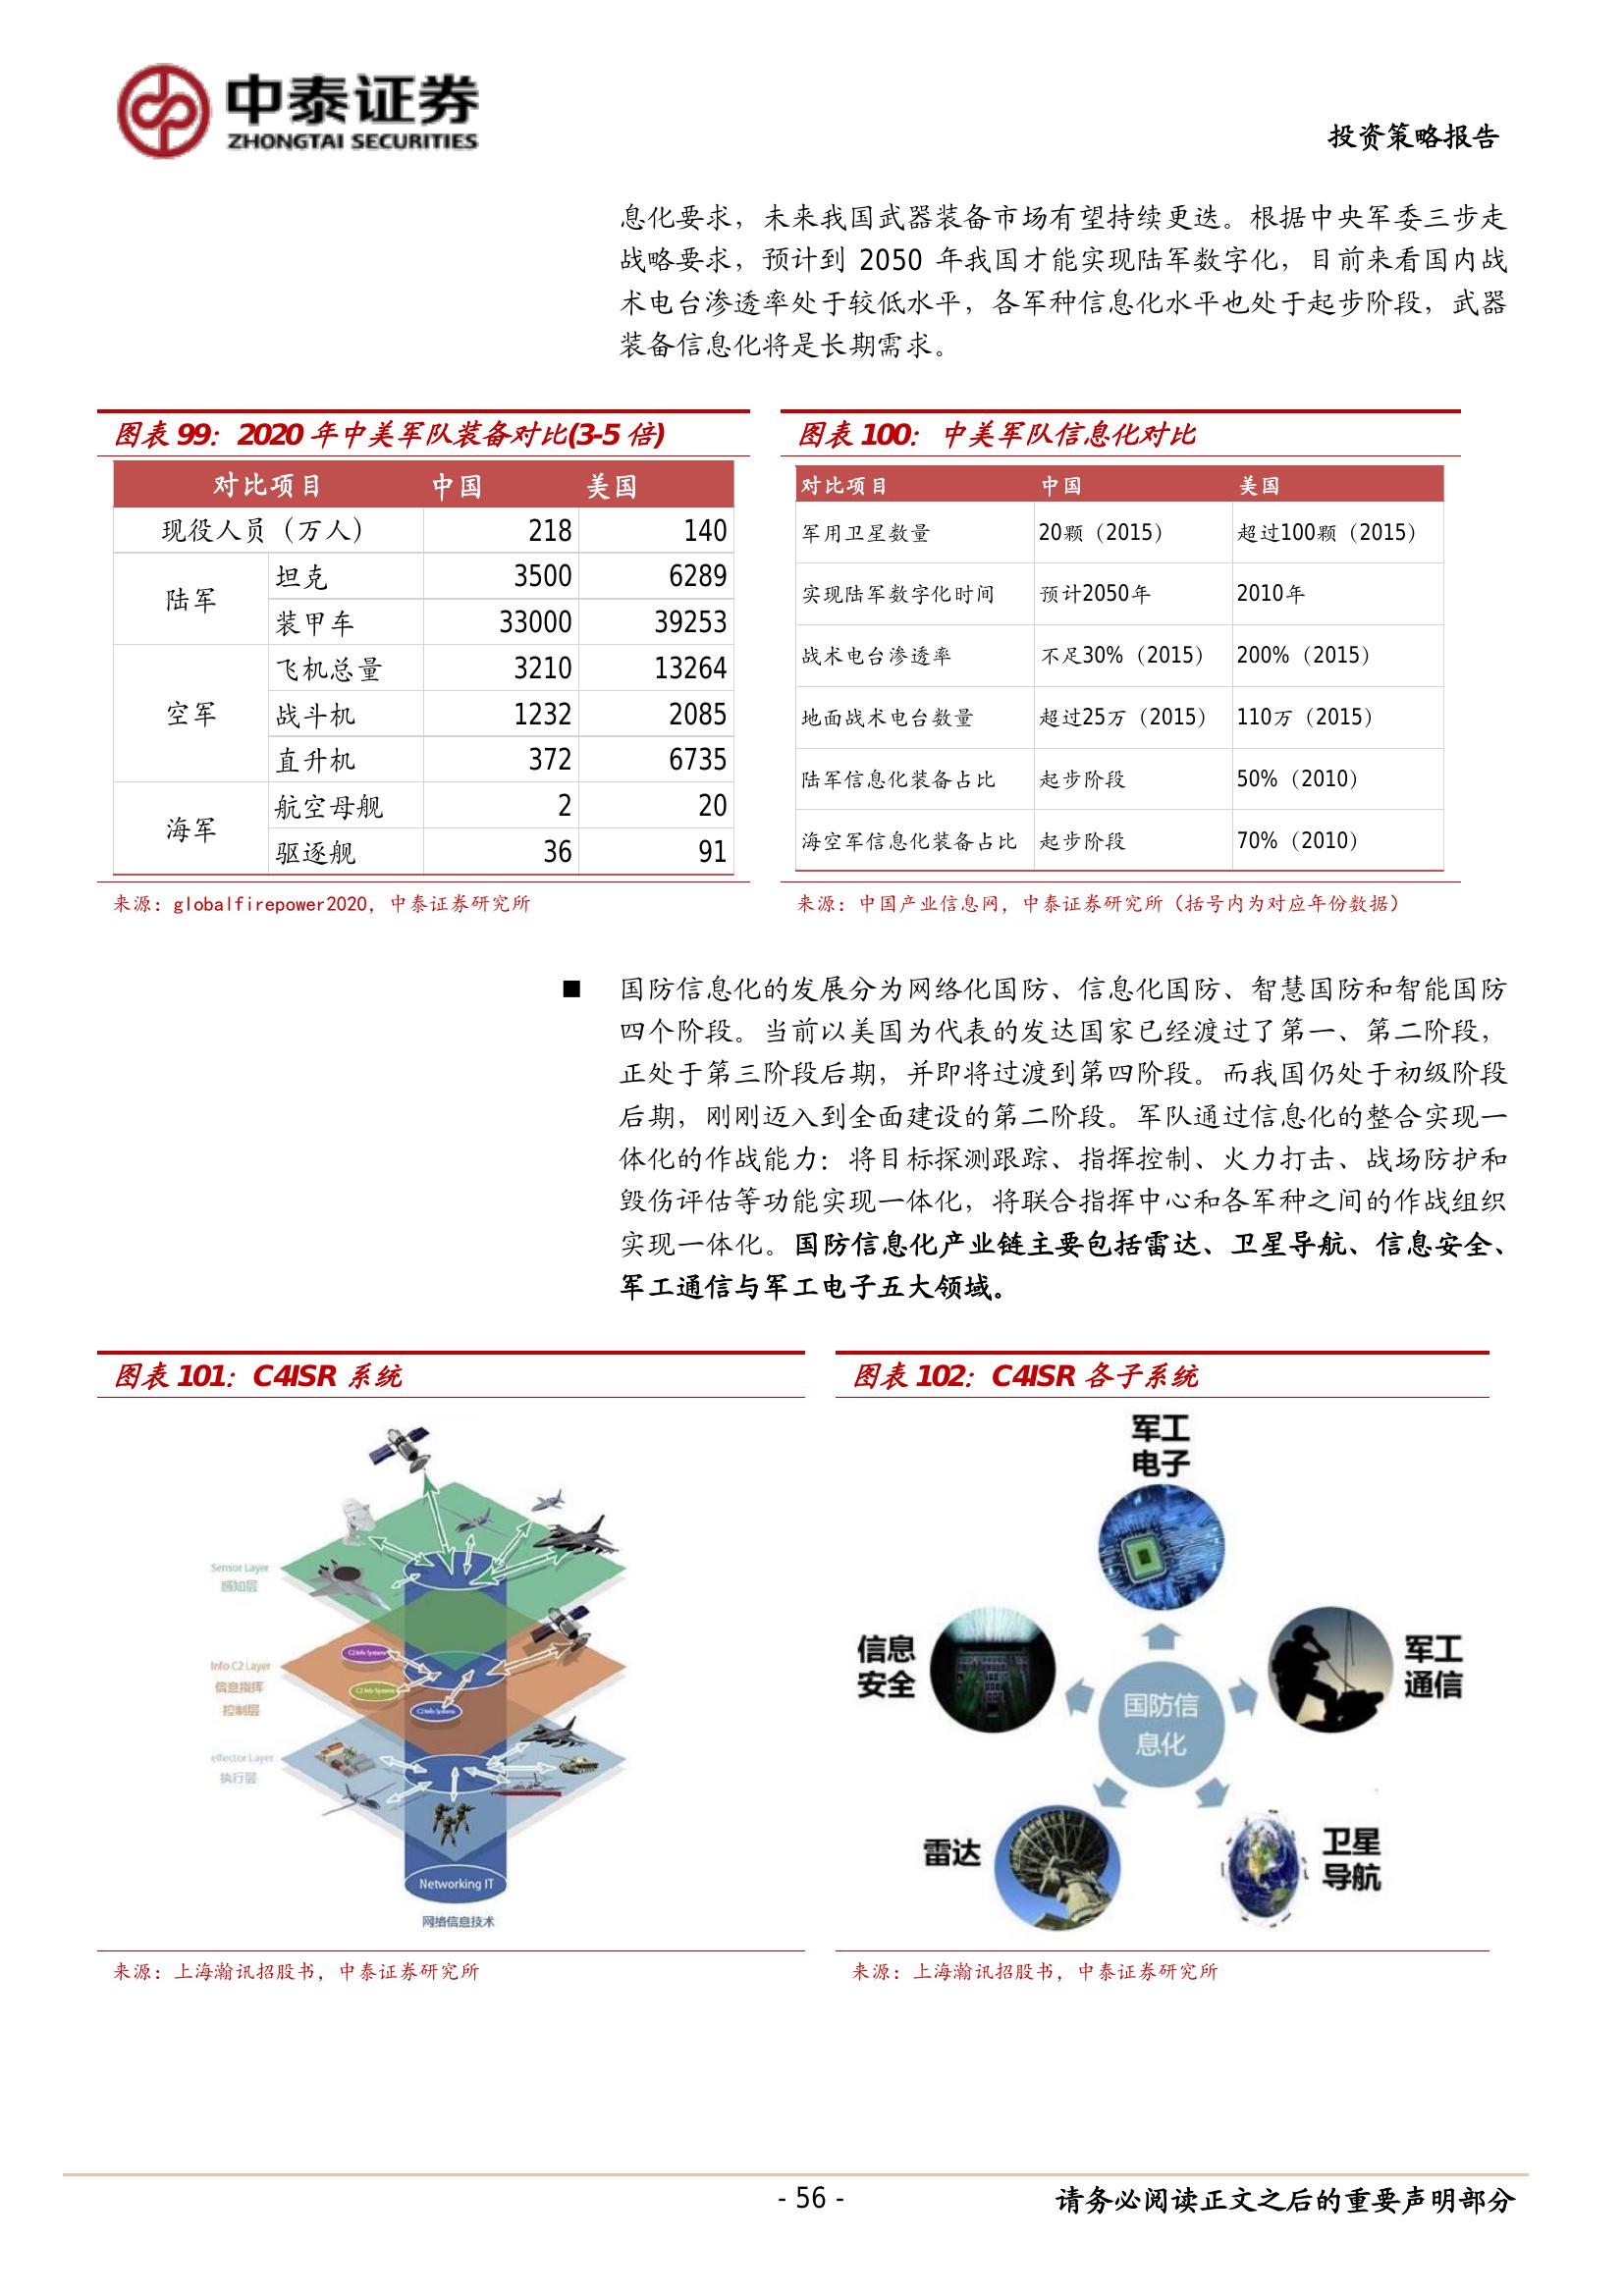 中泰证券
ZHONGTAI SECURITIES
投资策略报告
息化要求，未来我国武器装备市场有望持续更迭。根据中央军委三步走
战略要求，预计到 2050 年我国才能实现陆军数字化，目前来看国内战
术电台渗透率处于较低水平，各军种信息化水平也处于起步阶段，武器
装备信息化将是长期需求。
图表 99：2020 年中美军队装备对比(3-5 倍)
对比项目 中国 美国
现役人员（万人） 218 140
陆军 坦克 3500 6289
装甲车 33000 39253
空军 飞机总量 3210 13264
战斗机 1232 2085
直升机 372 6735
海军 航空母舰 2 20
驱逐舰 36 91
来源：globalfirepower2020，中泰证券研究所
图表 100： 中美军队信息化对比
对比项目 中国 美国
军用卫星数量 20颗（2015） 超过100颗（2015）
实现陆军数字化时间 预计2050年 2010年
战术电台渗透率 不足30%（2015） 200%（2015）
地面战术电台数量 超过25万（2015） 110万（2015）
陆军信息化装备占比 起步阶段 50%（2010）
海空军信息化装备占比 起步阶段 70%（2010）
来源：中国产业信息网，中泰证券研究所（括号内为对应年份数据）
■ 国防信息化的发展分为网络化国防、信息化国防、智慧国防和智能国防
四个阶段。当前以美国为代表的发达国家已经渡过了第一、第二阶段，
正处于第三阶段后期，并即将过渡到第四阶段。而我国仍处于初级阶段
后期，刚刚迈入到全面建设的第二阶段。军队通过信息化的整合实现一
体化的作战能力：将目标探测跟踪、指挥控制、火力打击、战场防护和
毁伤评估等功能实现一体化，将联合指挥中心和各军种之间的作战组织
实现一体化。国防信息化产业链主要包括雷达、卫星导航、信息安全、
军工通信与军工电子五大领域。
图表 101：C4ISR 系统
Sensor Layer
感知层
Info C2 Layer
信息指挥
控制层
C2 Info Systems
C2 Info Systems
C2 Info Systems
effector Layer
执行层
Networking IT
网络信息技术
来源：上海瀚讯招股书，中泰证券研究所
图表 102：C4ISR 各子系统
军工
电子
信息
安全
军工
通信
国防信
息化
雷达
卫星
导航
来源：上海瀚讯招股书，中泰证券研究所
- 56 -
请务必阅读正文之后的重要声明部分